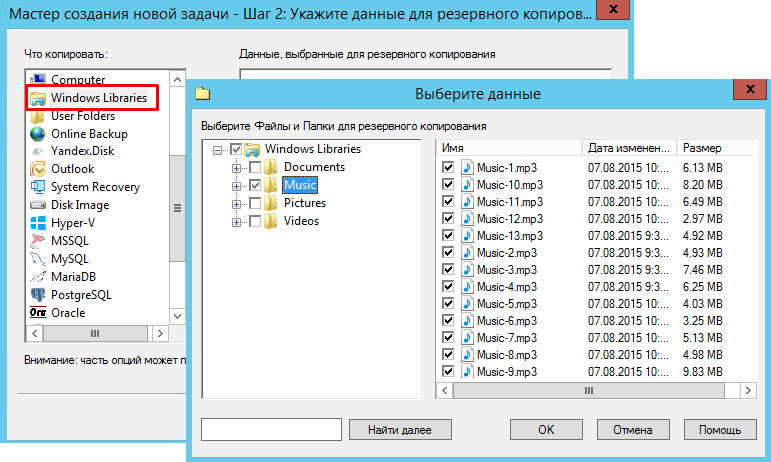 Мастер создания новой задачи - Шаг 2: Укажите данные для резервного копиров...
x
Что копировать:
Данные, выбранные для резервного копирования
Computer
Windows Libraries
User Folders
Online Backup
Yandex.Disk
Outlook
System Recovery
Disk Image
Hyper-V
MSSQL
MySQL
MariaDB
PostgreSQL
Ora Oracle
Внимание: часть опций может п
Выберите данные
x
Выберите Файлы и Папки для резервного копирования
Windows Libraries
Documents
Music
Pictures
Videos
Имя Дата изменен... Размер
Music-1.mp3 07.08.2015 10:... 6.13 MB
Music-10.mp3 07.08.2015 10:... 8.20 MB
Music-11.mp3 07.08.2015 10:... 6.49 MB
Music-12.mp3 07.08.2015 10:... 2.97 MB
Music-13.mp3 07.08.2015 9:3... 4.92 MB
Music-2.mp3 07.08.2015 9:3... 4.93 MB
Music-3.mp3 07.08.2015 9:3... 7.46 MB
Music-4.mp3 07.08.2015 9:3... 6.25 MB
Music-5.mp3 07.08.2015 10:... 4.03 MB
Music-6.mp3 07.08.2015 10:... 3.25 MB
Music-7.mp3 07.08.2015 10:... 5.13 MB
Music-8.mp3 07.08.2015 10:... 4.98 MB
Music-9.mp3 07.08.2015 10:... 9.83 MB
Найти далее
OK
Отмена
Помощь